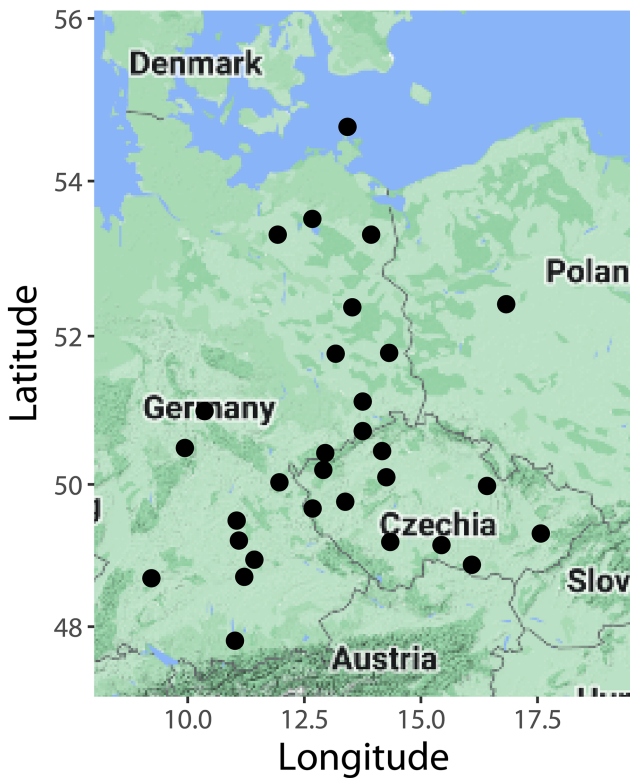 56
Denmark
54
Polan
Latitude
52
Germany
50
Czechia
Slov
48
Austria
10.0 12.5 15.0 17.5
Longitude